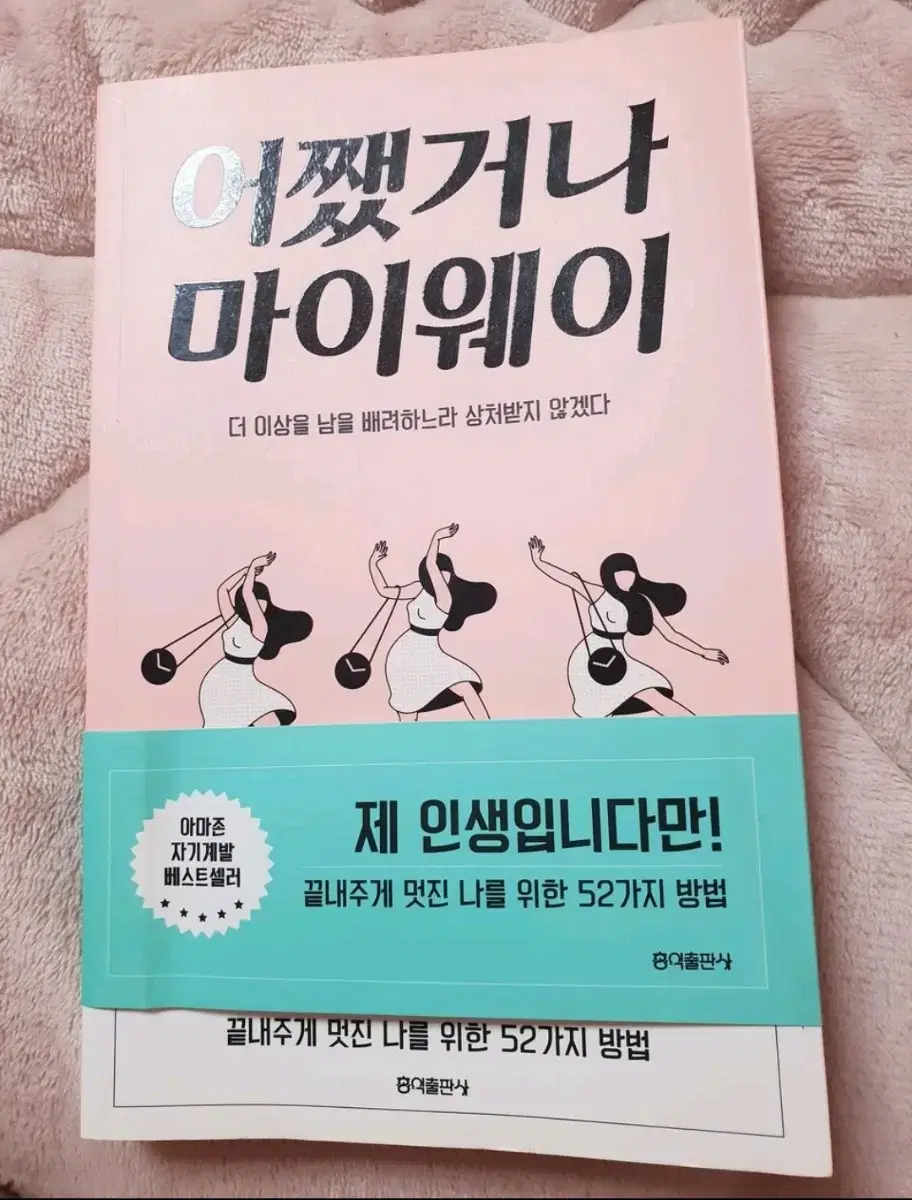 어쨌거나
마이웨이
더 이상을 남을 배려하느라 상처받지 않겠다
아마존
자기계발
베스트셀러
제 인생입니다만!
끝내주게 멋진 나를 위한 52가지 방법
흥익출판사
끝내주게 멋진 나를 위한 52가지 방법
흥익출판사